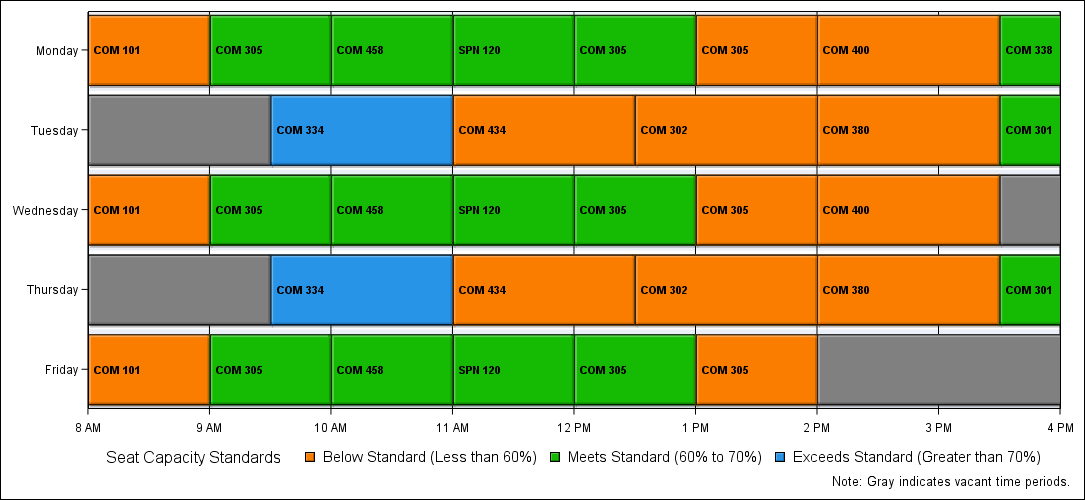 Monday COM 101 COM 305 COM 458 SPN 120 COM 305 COM 305 COM 400 COM 338
Tuesday COM 334 COM 434 COM 302 COM 380 COM 301
Wednesday COM 101 COM 305 COM 458 SPN 120 COM 305 COM 305 COM 400
Thursday COM 334 COM 434 COM 302 COM 380 COM 301
Friday COM 101 COM 305 COM 458 SPN 120 COM 305 COM 305
8 AM 9 AM 10 AM 11 AM 12 PM 1 PM 2 PM 3 PM 4 PM
Seat Capacity Standards Below Standard (Less than 60%) Meets Standard (60% to 70%) Exceeds Standard (Greater than 70%)
Note: Gray indicates vacant time periods.